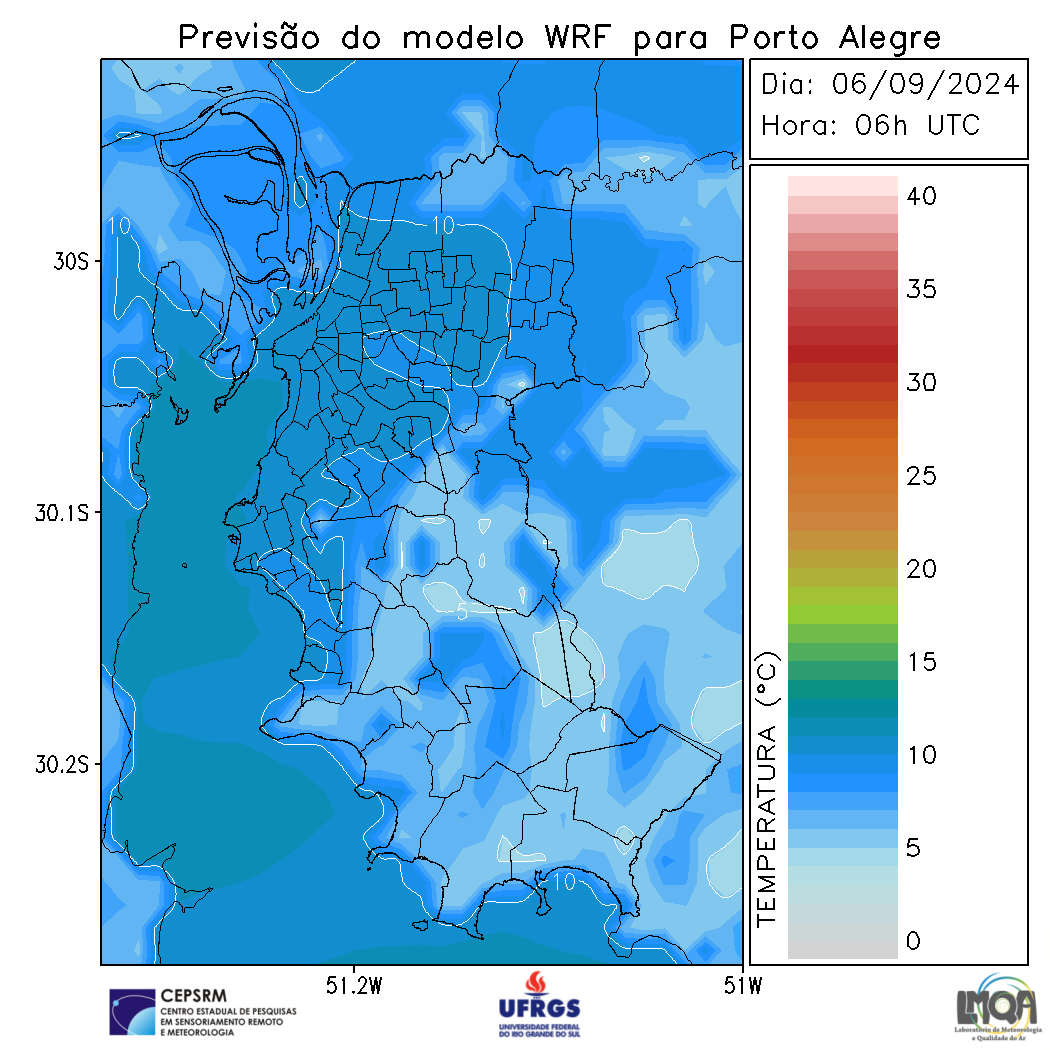 Previsão do modelo WRF para Porto Alegre
Dia: 06/09/2024
Hora: 06h UTC
40
35
30
25
20
15
10
5
0
TEMPERATURA (°C)
10
10
5
10
30S
30.1S
30.2S
51.2W
51W
CEPSRM
CENTRO ESTADUAL DE PESQUISAS
EM SENSORIAMENTO REMOTO
E METEOROLOGIA
UFRGS
UNIVERSIDADE FEDERAL
DO RIO GRANDE DO SUL
LMQA
Laboratório de Meteorologia
e Qualidade do Ar